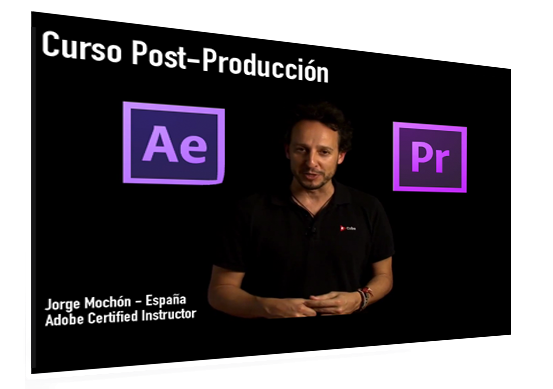 Curso Post-Producción
Ae
Pr
Jorge Mochón - España
Adobe Certified Instructor